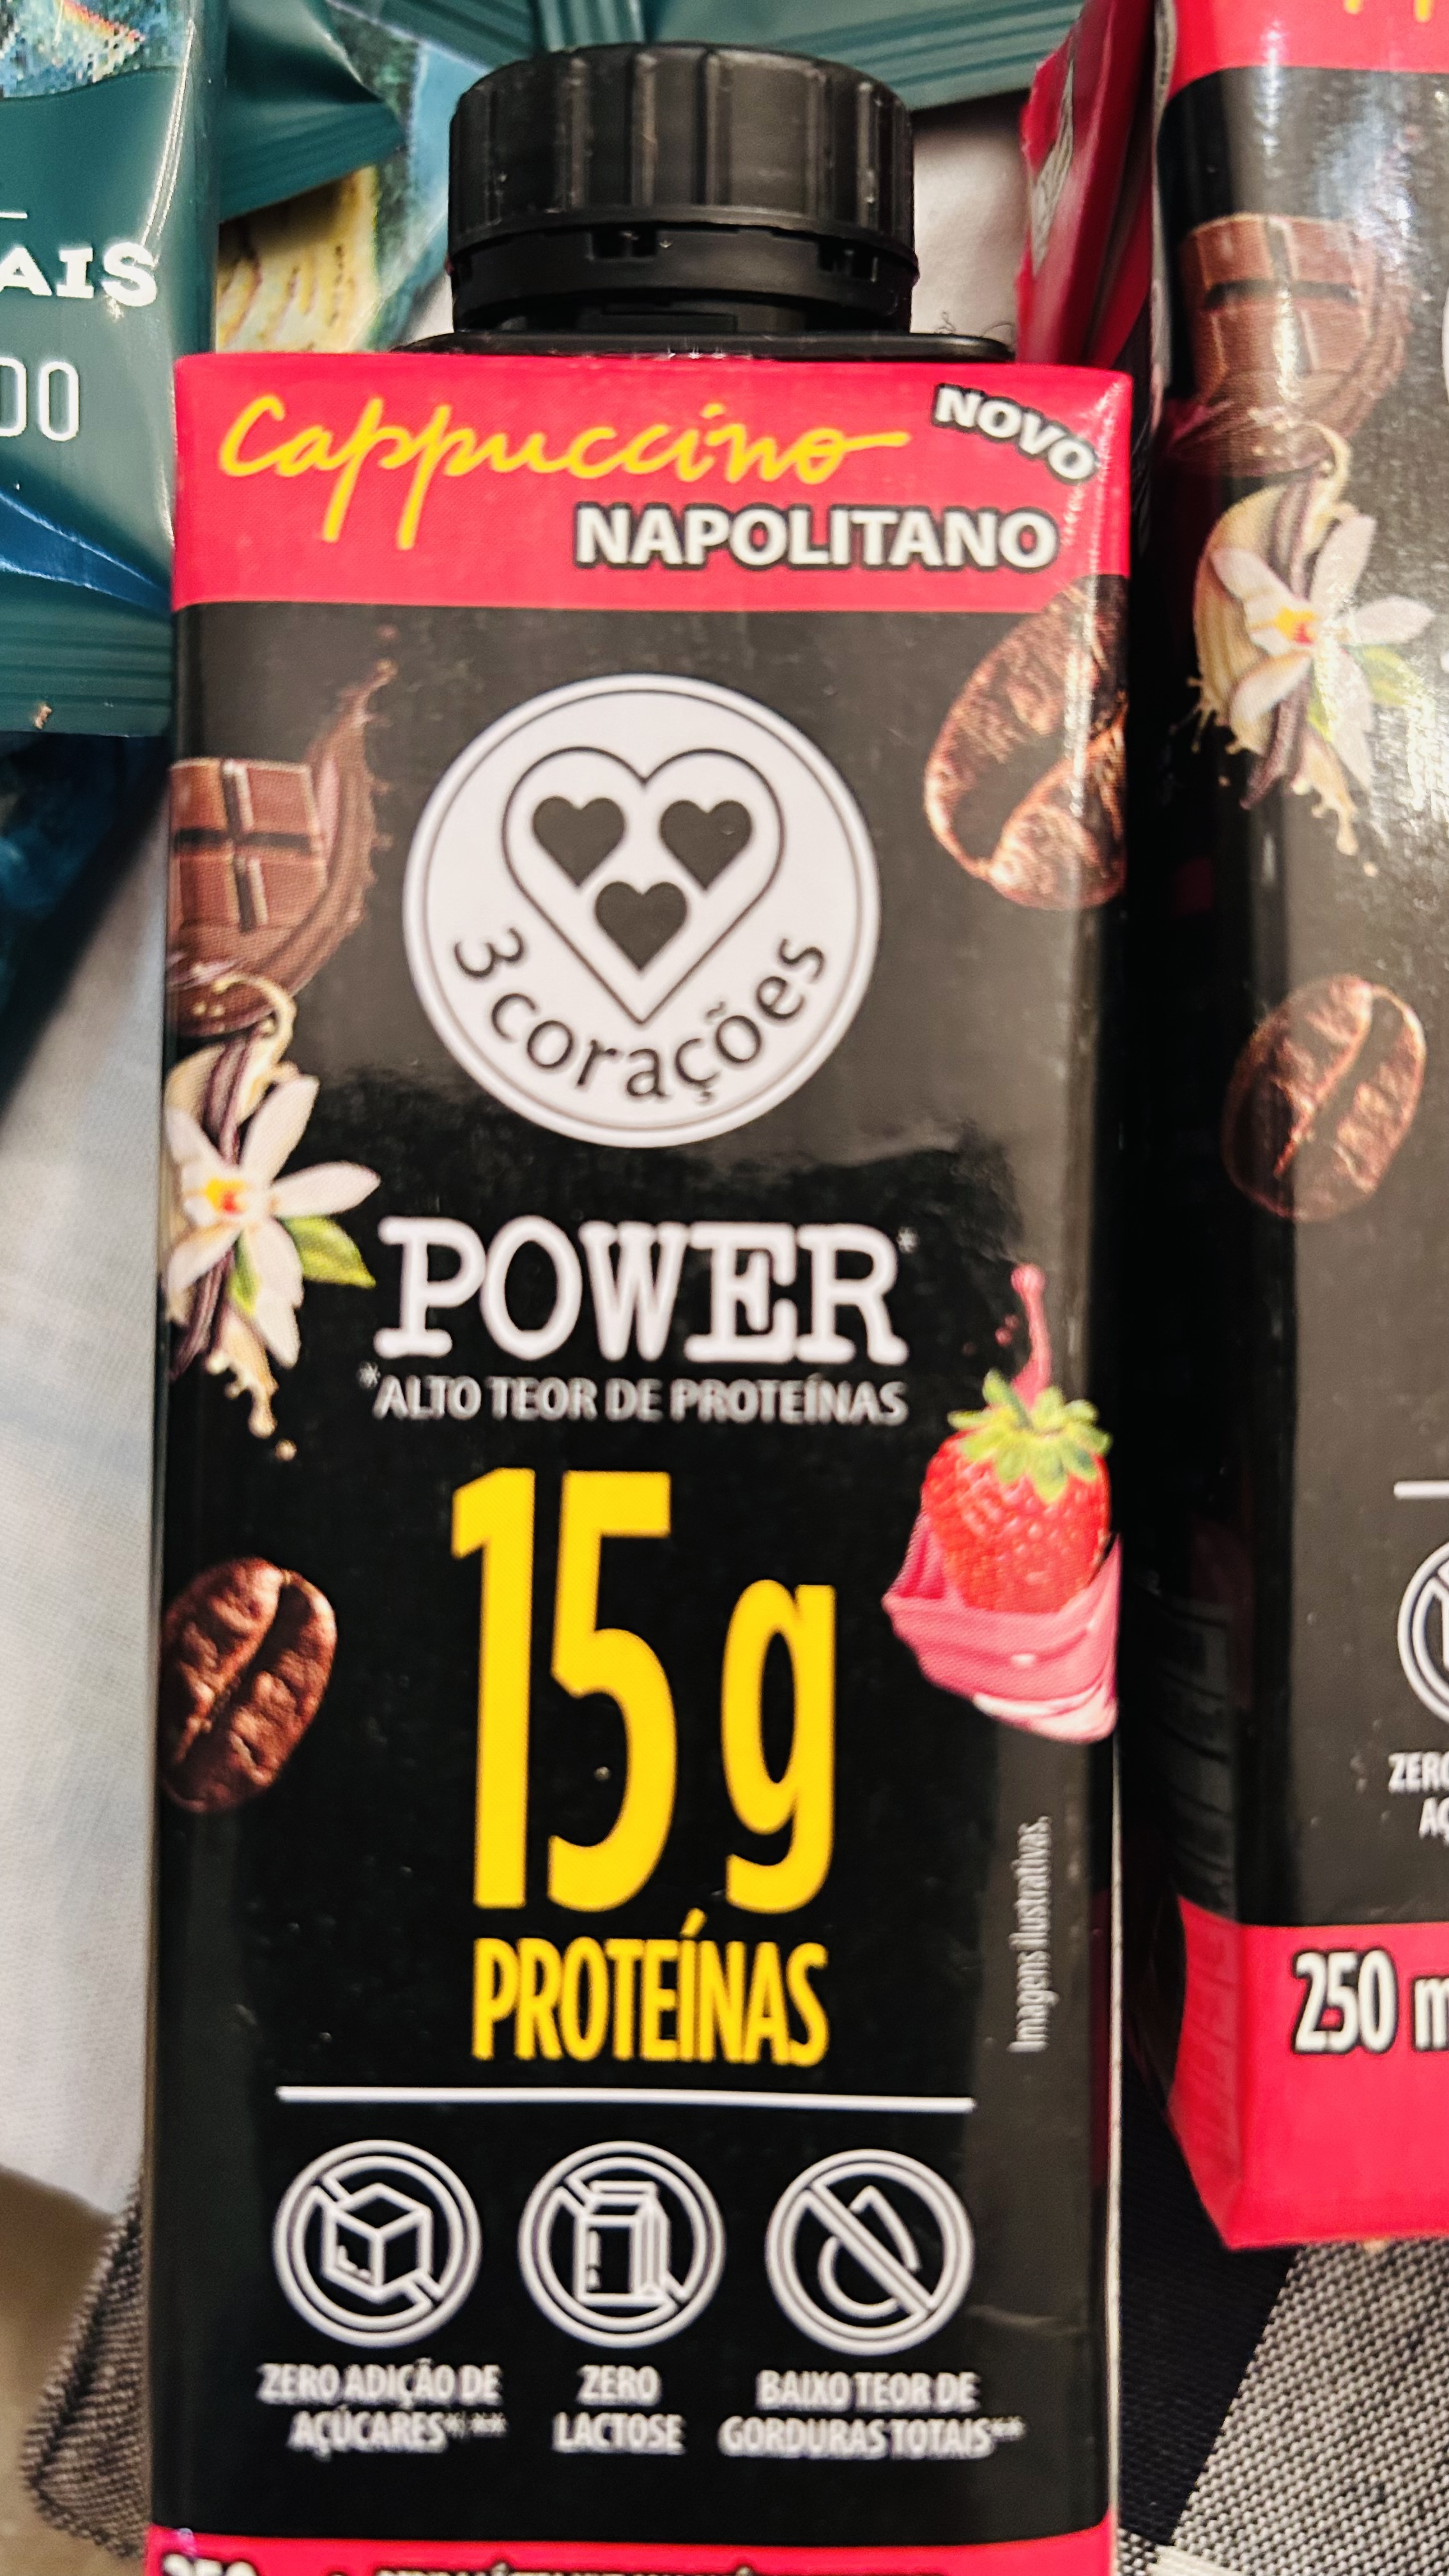 AIS
00
Cappuccino
NOVO
NAPOLITANO
3 corações
POWER*
*ALTO TEOR DE PROTEÍNAS
15 g
PROTEÍNAS
Imagens ilustrativas.
ZERO ADIÇÃO DE
AÇÚCARES*/**
ZERO
LACTOSE
BAIXO TEOR DE
GORDURAS TOTAIS**
250 m